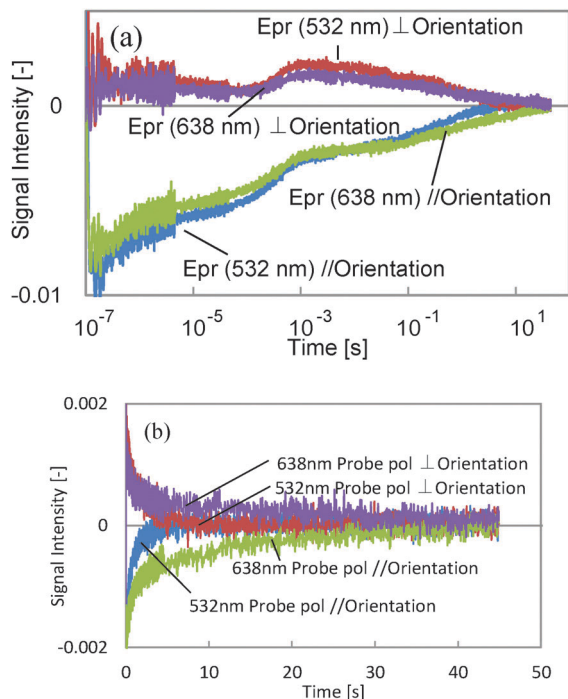 (a)
Epr (532 nm) ⊥Orientation
0
Epr (638 nm) ⊥Orientation
Epr (638 nm) //Orientation
Epr (532 nm) //Orientation
-0.01
Signal Intensity [-]
10⁻⁷ 10⁻⁵ 10⁻³ 10⁻¹ 10¹
Time [s]
0.002
(b)
638nm Probe pol ⊥Orientation
532nm Probe pol ⊥Orientation
0
638nm Probe pol //Orientation
532nm Probe pol //Orientation
-0.002
Signal Intensity [-]
0 10 20 30 40 50
Time [s]